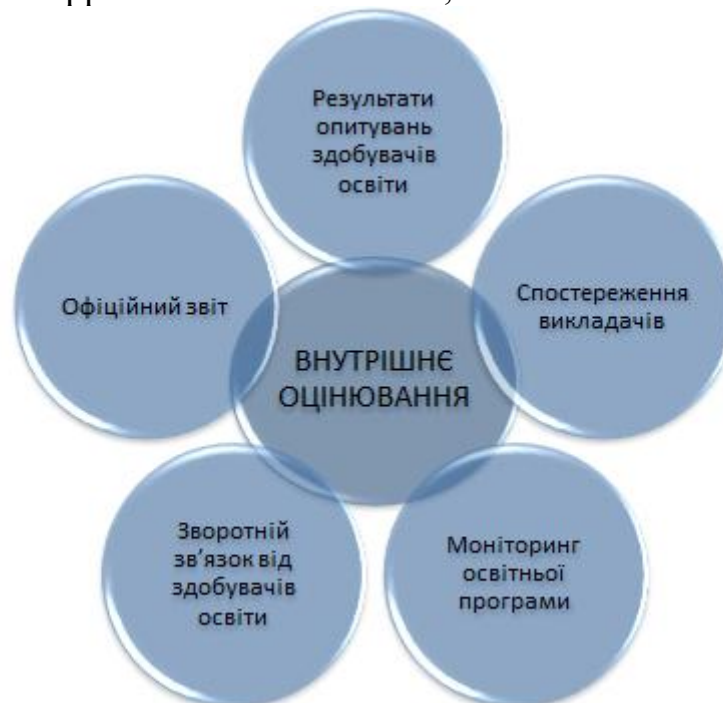 Результати
опитувань
здобувачів
освіти
Офіційний звіт
Спостереження
викладачів
ВНУТРІШНЄ
ОЦІНЮВАННЯ
Зворотній
зв’язок від
здобувачів
освіти
Моніторинг
освітньої
програми